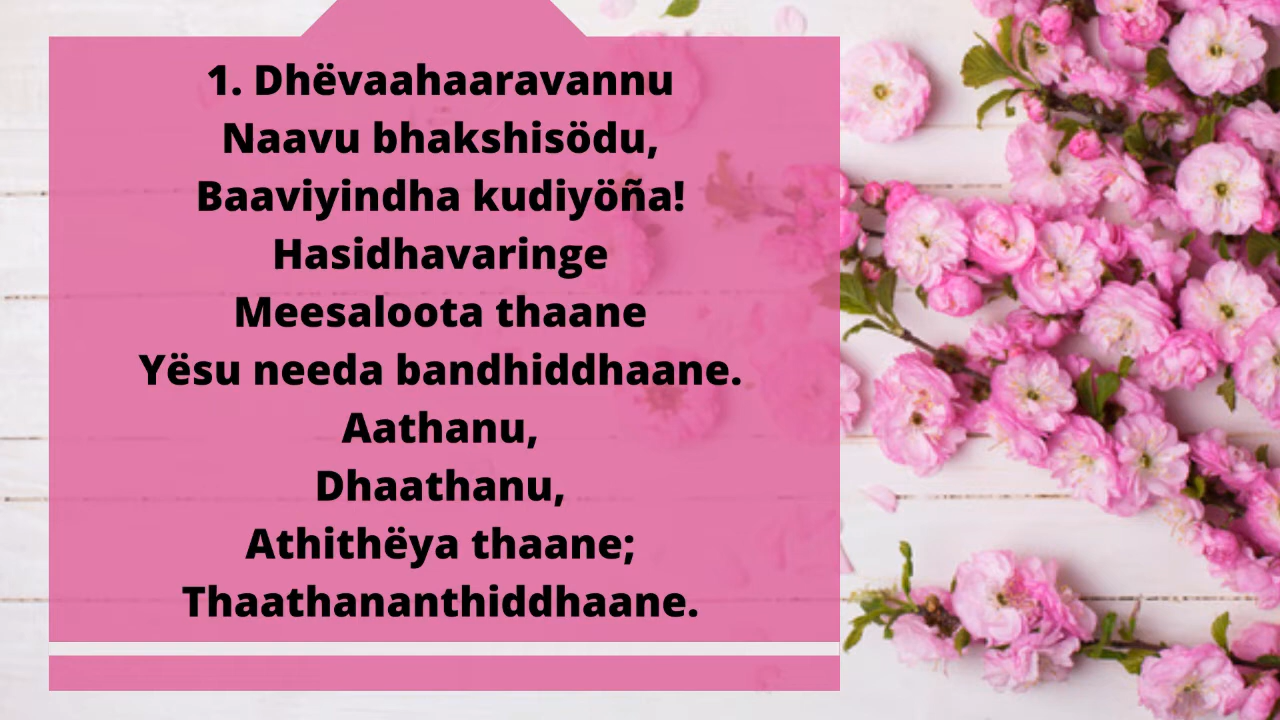 1. Dhëvaahaaravannu
Naavu bhakshisödu,
Baaviyindha kudiyöña!
Hasidhavaringe
Meesaloota thaane
Yësu needa bandhiddhaane.
Aathanu,
Dhaathanu,
Athithëya thaane;
Thaathananthiddhaane.